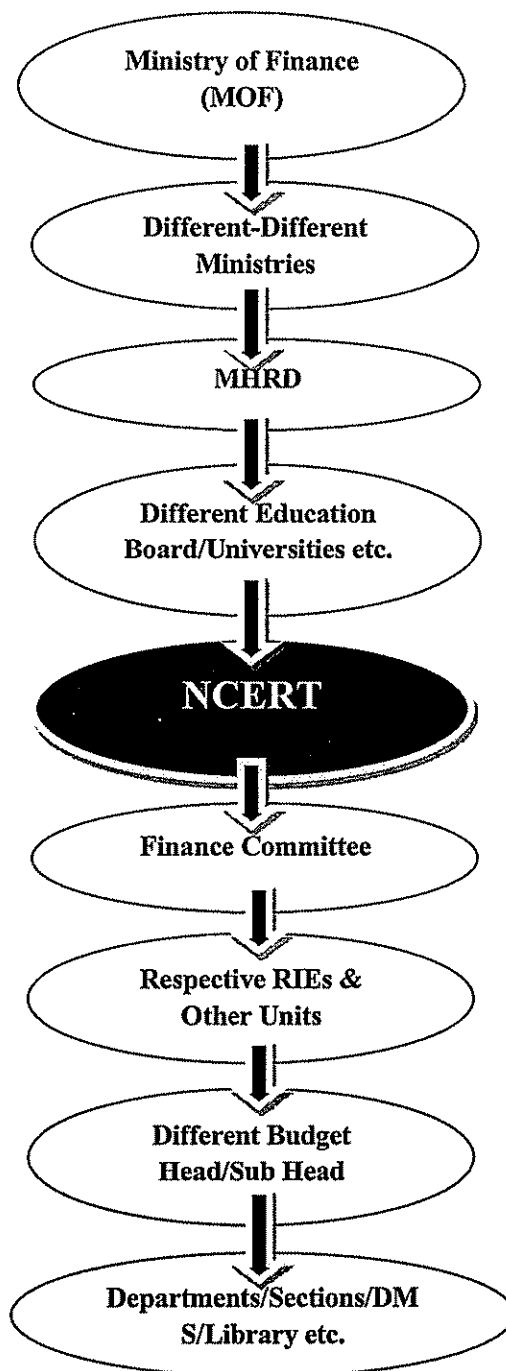 Ministry of Finance
(MOF)
Different-Different
Ministries
MHRD
Different Education
Board/Universities etc.
NCERT
Finance Committee
Respective RIEs &
Other Units
Different Budget
Head/Sub Head
Departments/Sections/DM
S/Library etc.